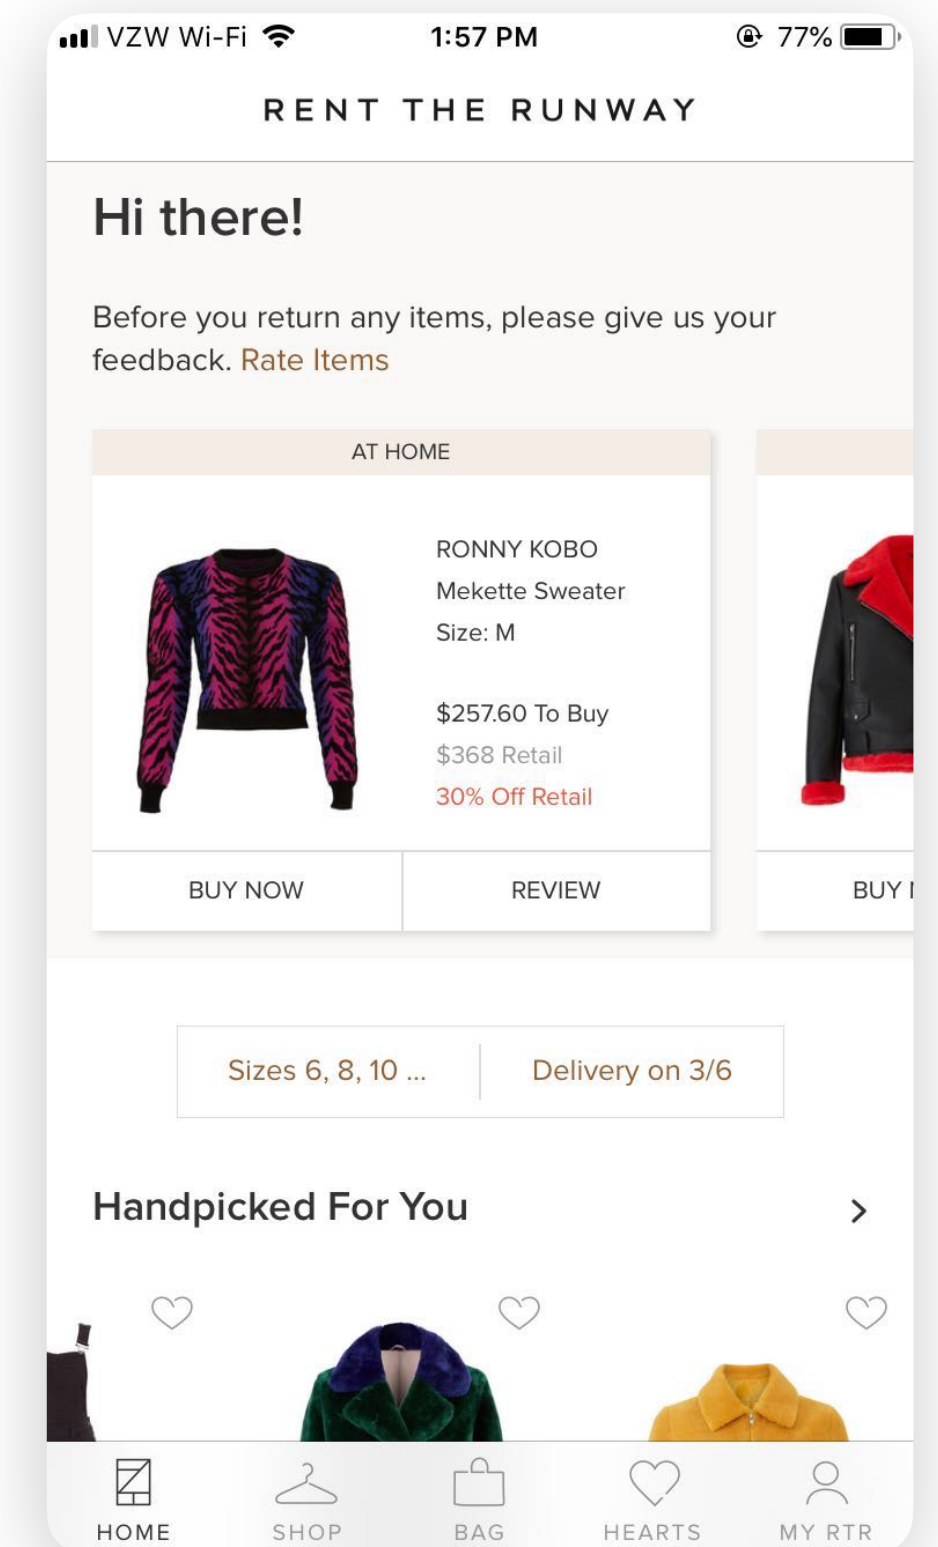 VZW Wi-Fi 1:57 PM 77%
RENT THE RUNWAY
Hi there!
Before you return any items, please give us your
feedback. Rate Items
AT HOME
RONNY KOBO
Mekette Sweater
Size: M
$257.60 To Buy
$368 Retail
30% Off Retail
BUY NOW REVIEW BUY
Sizes 6, 8, 10 ... Delivery on 3/6
Handpicked For You
HOME SHOP BAG HEARTS MY RTR